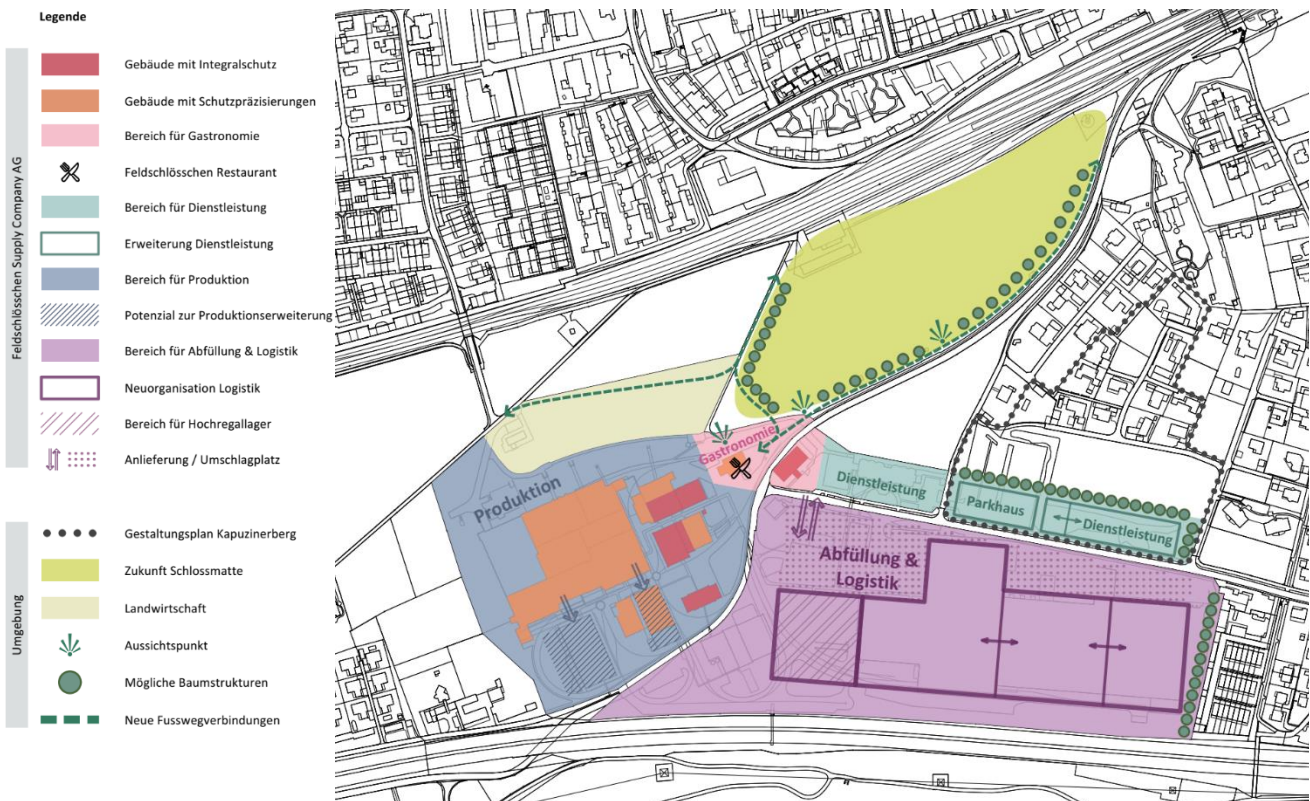 Legende
Feldschlösschen Supply Company AG
Gebäude mit Integralschutz
Gebäude mit Schutzpräzisierungen
Bereich für Gastronomie
Feldschlösschen Restaurant
Bereich für Dienstleistung
Erweiterung Dienstleistung
Bereich für Produktion
Potenzial zur Produktionserweiterung
Bereich für Abfüllung & Logistik
Neuorganisation Logistik
Bereich für Hochregallager
Anlieferung / Umschlagplatz
Umgebung
Gestaltungsplan Kapuzinerberg
Zukunft Schlossmatte
Landwirtschaft
Aussichtspunkt
Mögliche Baumstrukturen
Neue Fusswegverbindungen
Gastronomie
Produktion
Dienstleistung
Parkhaus
Dienstleistung
Abfüllung &
Logistik